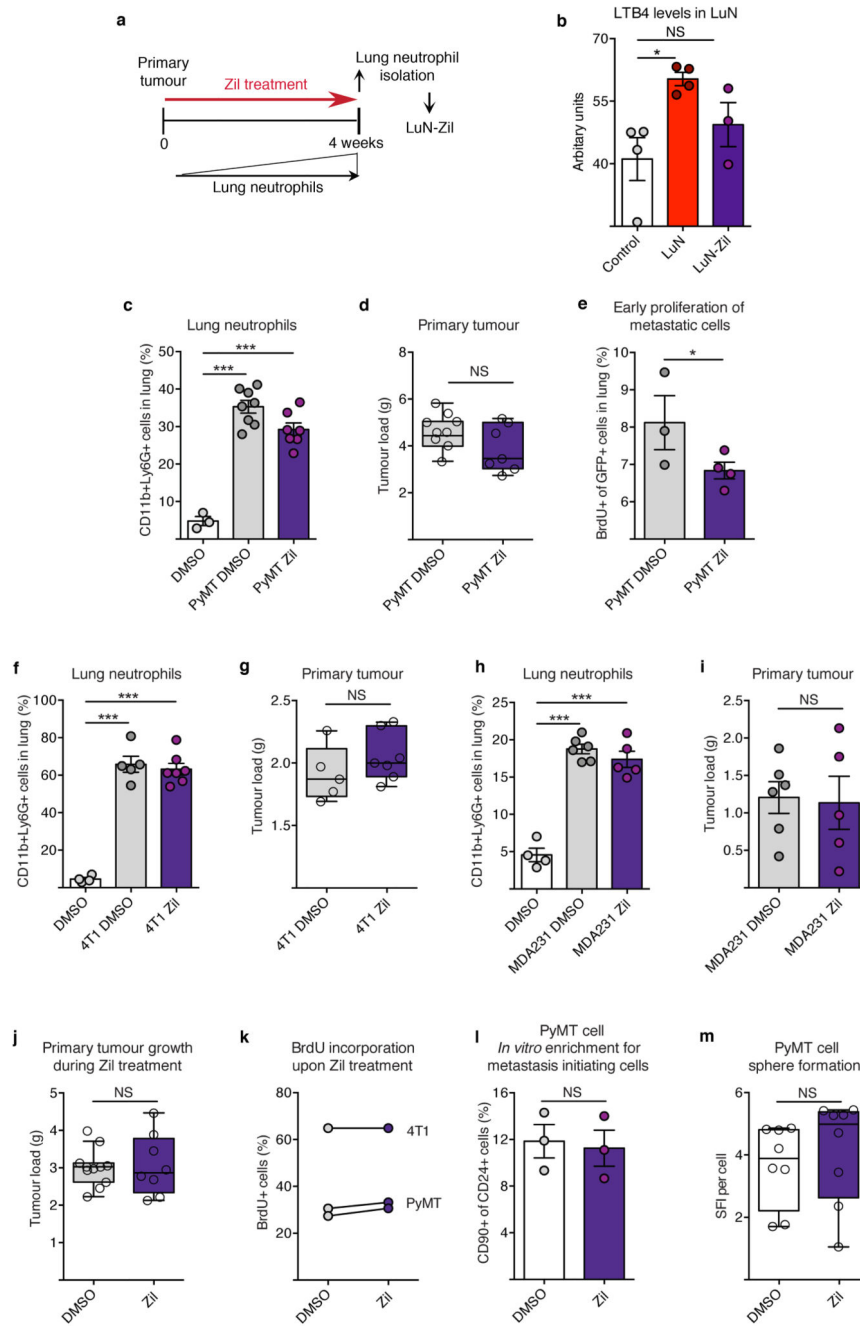 a
Primary
tumour
Zil treatment
Lung neutrophil
isolation
LuN-Zil
0
4 weeks
Lung neutrophils
b
LTB4 levels in LuN
NS
*
70
55
40
Arbitary units
Control
LuN
LuN-Zil
c
Lung neutrophils
***
***
50
40
30
20
10
CD11b+Ly6G+ cells in lung (%)
DMSO
PyMT DMSO
PyMT Zil
d
Primary tumour
NS
8
6
4
2
Tumour load (g)
PyMT DMSO
PyMT Zil
e
Early proliferation of
metastatic cells
*
10
9
8
7
6
BrdU+ of GFP+ cells in lung (%)
PyMT DMSO
PyMT Zil
f
Lung neutrophils
***
***
100
80
60
40
20
0
CD11b+Ly6G+ cells in lung (%)
DMSO
4T1 DMSO
4T1 Zil
g
Primary tumour
NS
2.5
2.0
1.5
Tumour load (g)
4T1 DMSO
4T1 Zil
h
Lung neutrophils
***
***
25
20
15
10
5
0
CD11b+Ly6G+ cells in lung (%)
DMSO
MDA231 DMSO
MDA231 Zil
i
Primary tumour
NS
2.5
2.0
1.5
1.0
0.5
0
Tumour load (g)
MDA231 DMSO
MDA231 Zil
j
Primary tumour growth
during Zil treatment
NS
5
4
3
2
1
Tumour load (g)
DMSO
Zil
k
BrdU incorporation
upon Zil treatment
80
60
40
20
BrdU+ cells (%)
4T1
PyMT
DMSO
Zil
l
PyMT cell
In vitro enrichment for
metastasis initiating cells
NS
16
12
8
4
CD90+ of CD24+ cells (%)
DMSO
Zil
m
PyMT cell
sphere formation
NS
6
4
2
SFI per cell
DMSO
Zil